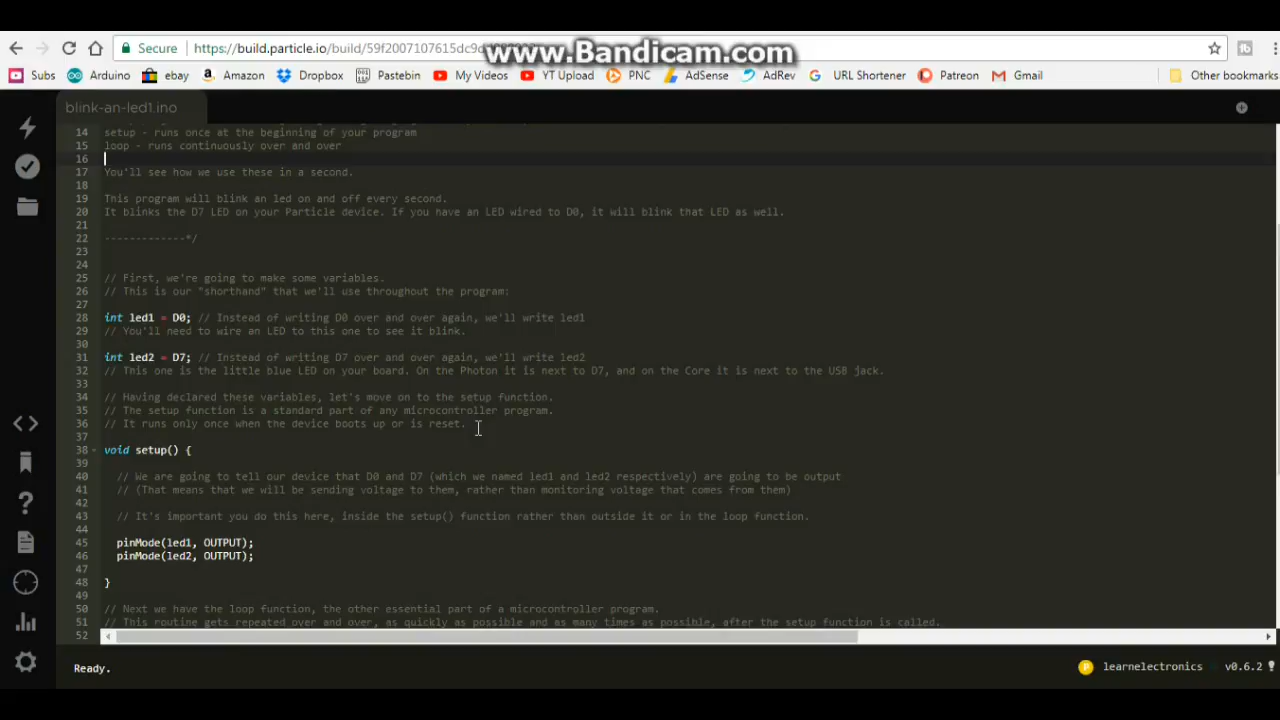 www.Bandicam.com
Secure https://build.particle.io/build/59f2007107615dc9d
Subs Arduino ebay Amazon Dropbox Pastebin My Videos YT Upload PNC AdSense AdRev URL Shortener Patreon Gmail Other bookmarks
blink-an-led1.ino
14 setup - runs once at the beginning of your program
15 loop - runs continuously over and over
16
17 You'll see how we use these in a second.
18
19 This program will blink an led on and off every second.
20 It blinks the D7 LED on your Particle device. If you have an LED wired to D0, it will blink that LED as well.
21
22 -------------*/
23
24
25 // First, we're going to make some variables.
26 // This is our "shorthand" that we'll use throughout the program:
27
28 int led1 = D0; // Instead of writing D0 over and over again, we'll write led1
29 // You'll need to wire an LED to this one to see it blink.
30
31 int led2 = D7; // Instead of writing D7 over and over again, we'll write led2
32 // This one is the little blue LED on your board. On the Photon it is next to D7, and on the Core it is next to the USB jack.
33
34 // Having declared these variables, let's move on to the setup function.
35 // The setup function is a standard part of any microcontroller program.
36 // It runs only once when the device boots up or is reset.
37
38 void setup() {
39
40 // We are going to tell our device that D0 and D7 (which we named led1 and led2 respectively) are going to be output
41 // (That means that we will be sending voltage to them, rather than monitoring voltage that comes from them)
42
43 // It's important you do this here, inside the setup() function rather than outside it or in the loop function.
44
45 pinMode(led1, OUTPUT);
46 pinMode(led2, OUTPUT);
47
48 }
49
50 // Next we have the loop function, the other essential part of a microcontroller program.
51 // This routine gets repeated over and over, as quickly as possible and as many times as possible, after the setup function is called.
52
Ready.
learnelectronics v0.6.2